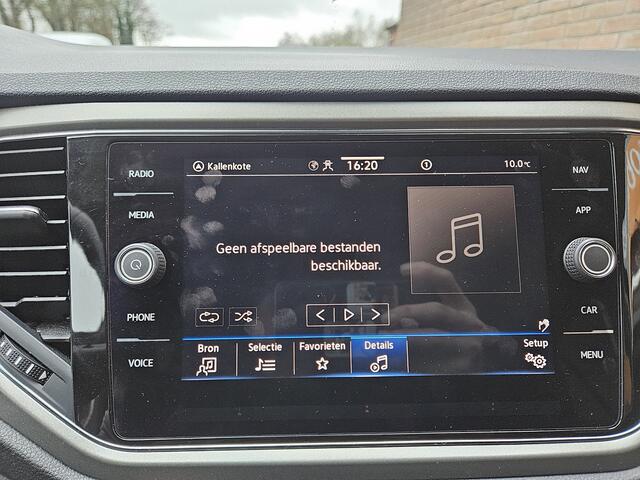 RADIO
MEDIA
PHONE
VOICE
Kallenkote
16:20
1
10.0°C
Geen afspeelbare bestanden
beschikbaar.
Bron
Selectie
Favorieten
Details
Setup
NAV
APP
CAR
MENU